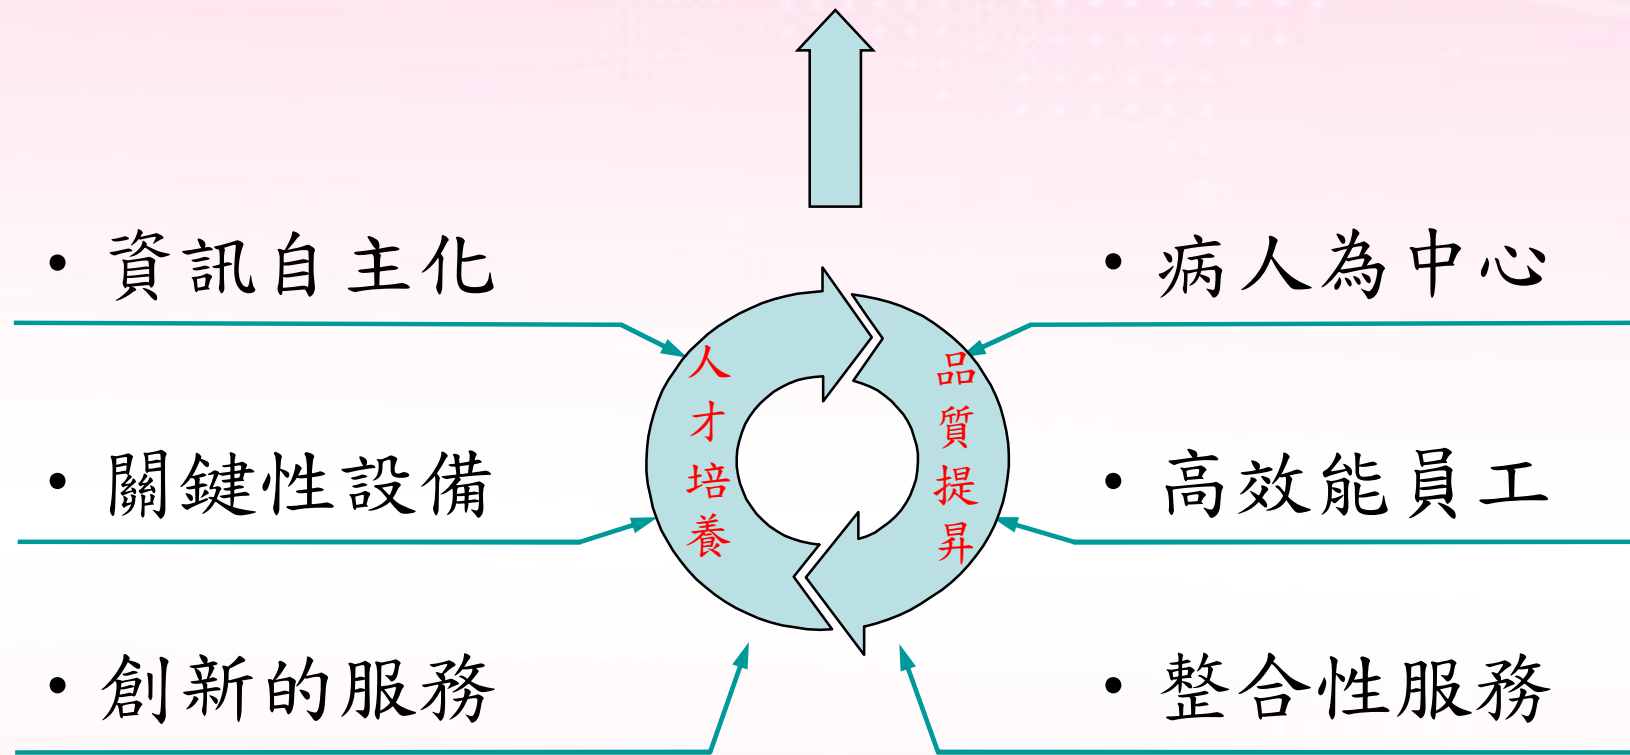 • 資訊自主化
• 關鍵性設備
• 創新的服務
人才培養
品質提昇
• 病人為中心
• 高效能員工
• 整合性服務